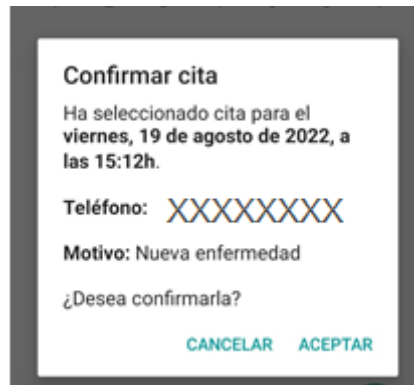 Confirmar cita
Ha seleccionado cita para el
viernes, 19 de agosto de 2022, a
las 15:12h.
Teléfono: XXXXXXXX
Motivo: Nueva enfermedad
¿Desea confirmarla?
CANCELAR ACEPTAR